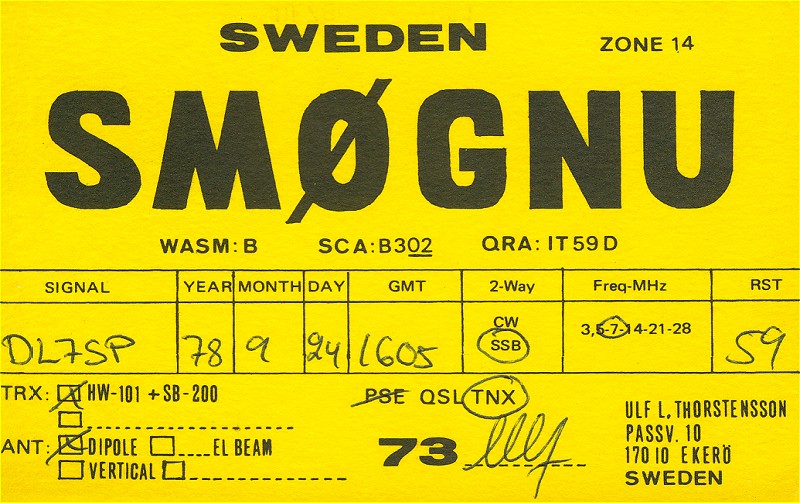 SWEDEN
ZONE 14
SMØGNU
WASM: B SCA: B302 QRA: IT59D
SIGNAL YEAR MONTH DAY GMT 2-Way Freq-MHz RST
CW
DL7SP 78 9 24 1605 SSB 3,5-7-14-21-28 59
TRX: HW-101 + SB-200
PSE QSL TNX
ANT: DIPOLE ____EL BEAM
VERTICAL
73 Ulf
ULF L. THORSTENSSON
PASSV. 10
170 10 EKERÖ
SWEDEN